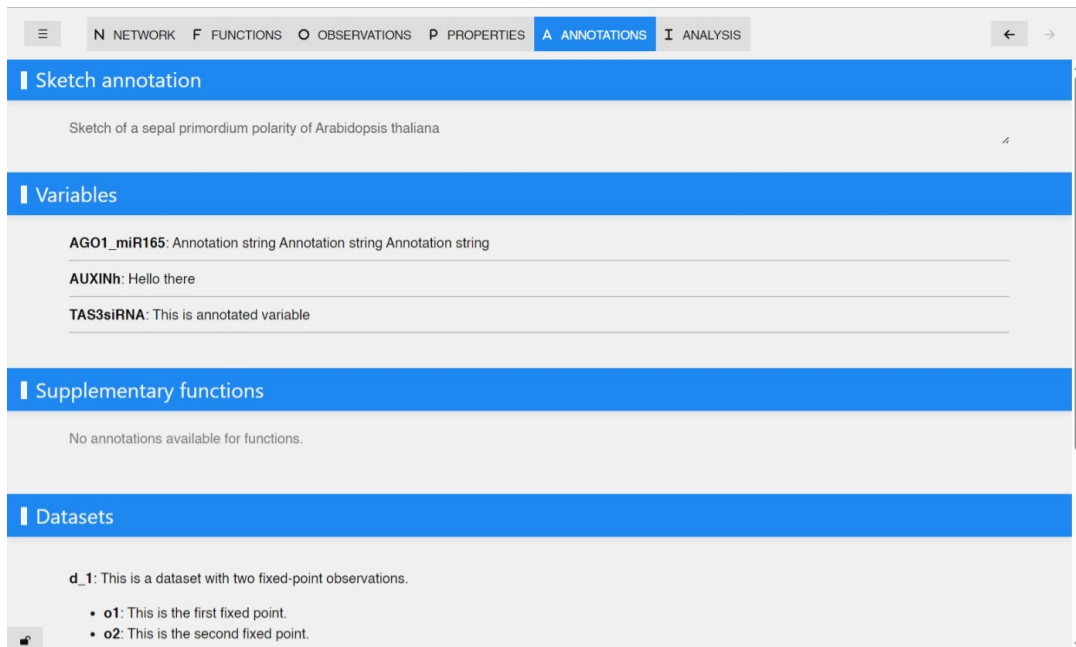 ☰ N NETWORK F FUNCTIONS O OBSERVATIONS P PROPERTIES A ANNOTATIONS I ANALYSIS ← →
Sketch annotation
Sketch of a sepal primordium polarity of Arabidopsis thaliana
Variables
AGO1_miR165: Annotation string Annotation string Annotation string
AUXINh: Hello there
TAS3siRNA: This is annotated variable
Supplementary functions
No annotations available for functions.
Datasets
d_1: This is a dataset with two fixed-point observations.
• o1: This is the first fixed point.
• o2: This is the second fixed point.